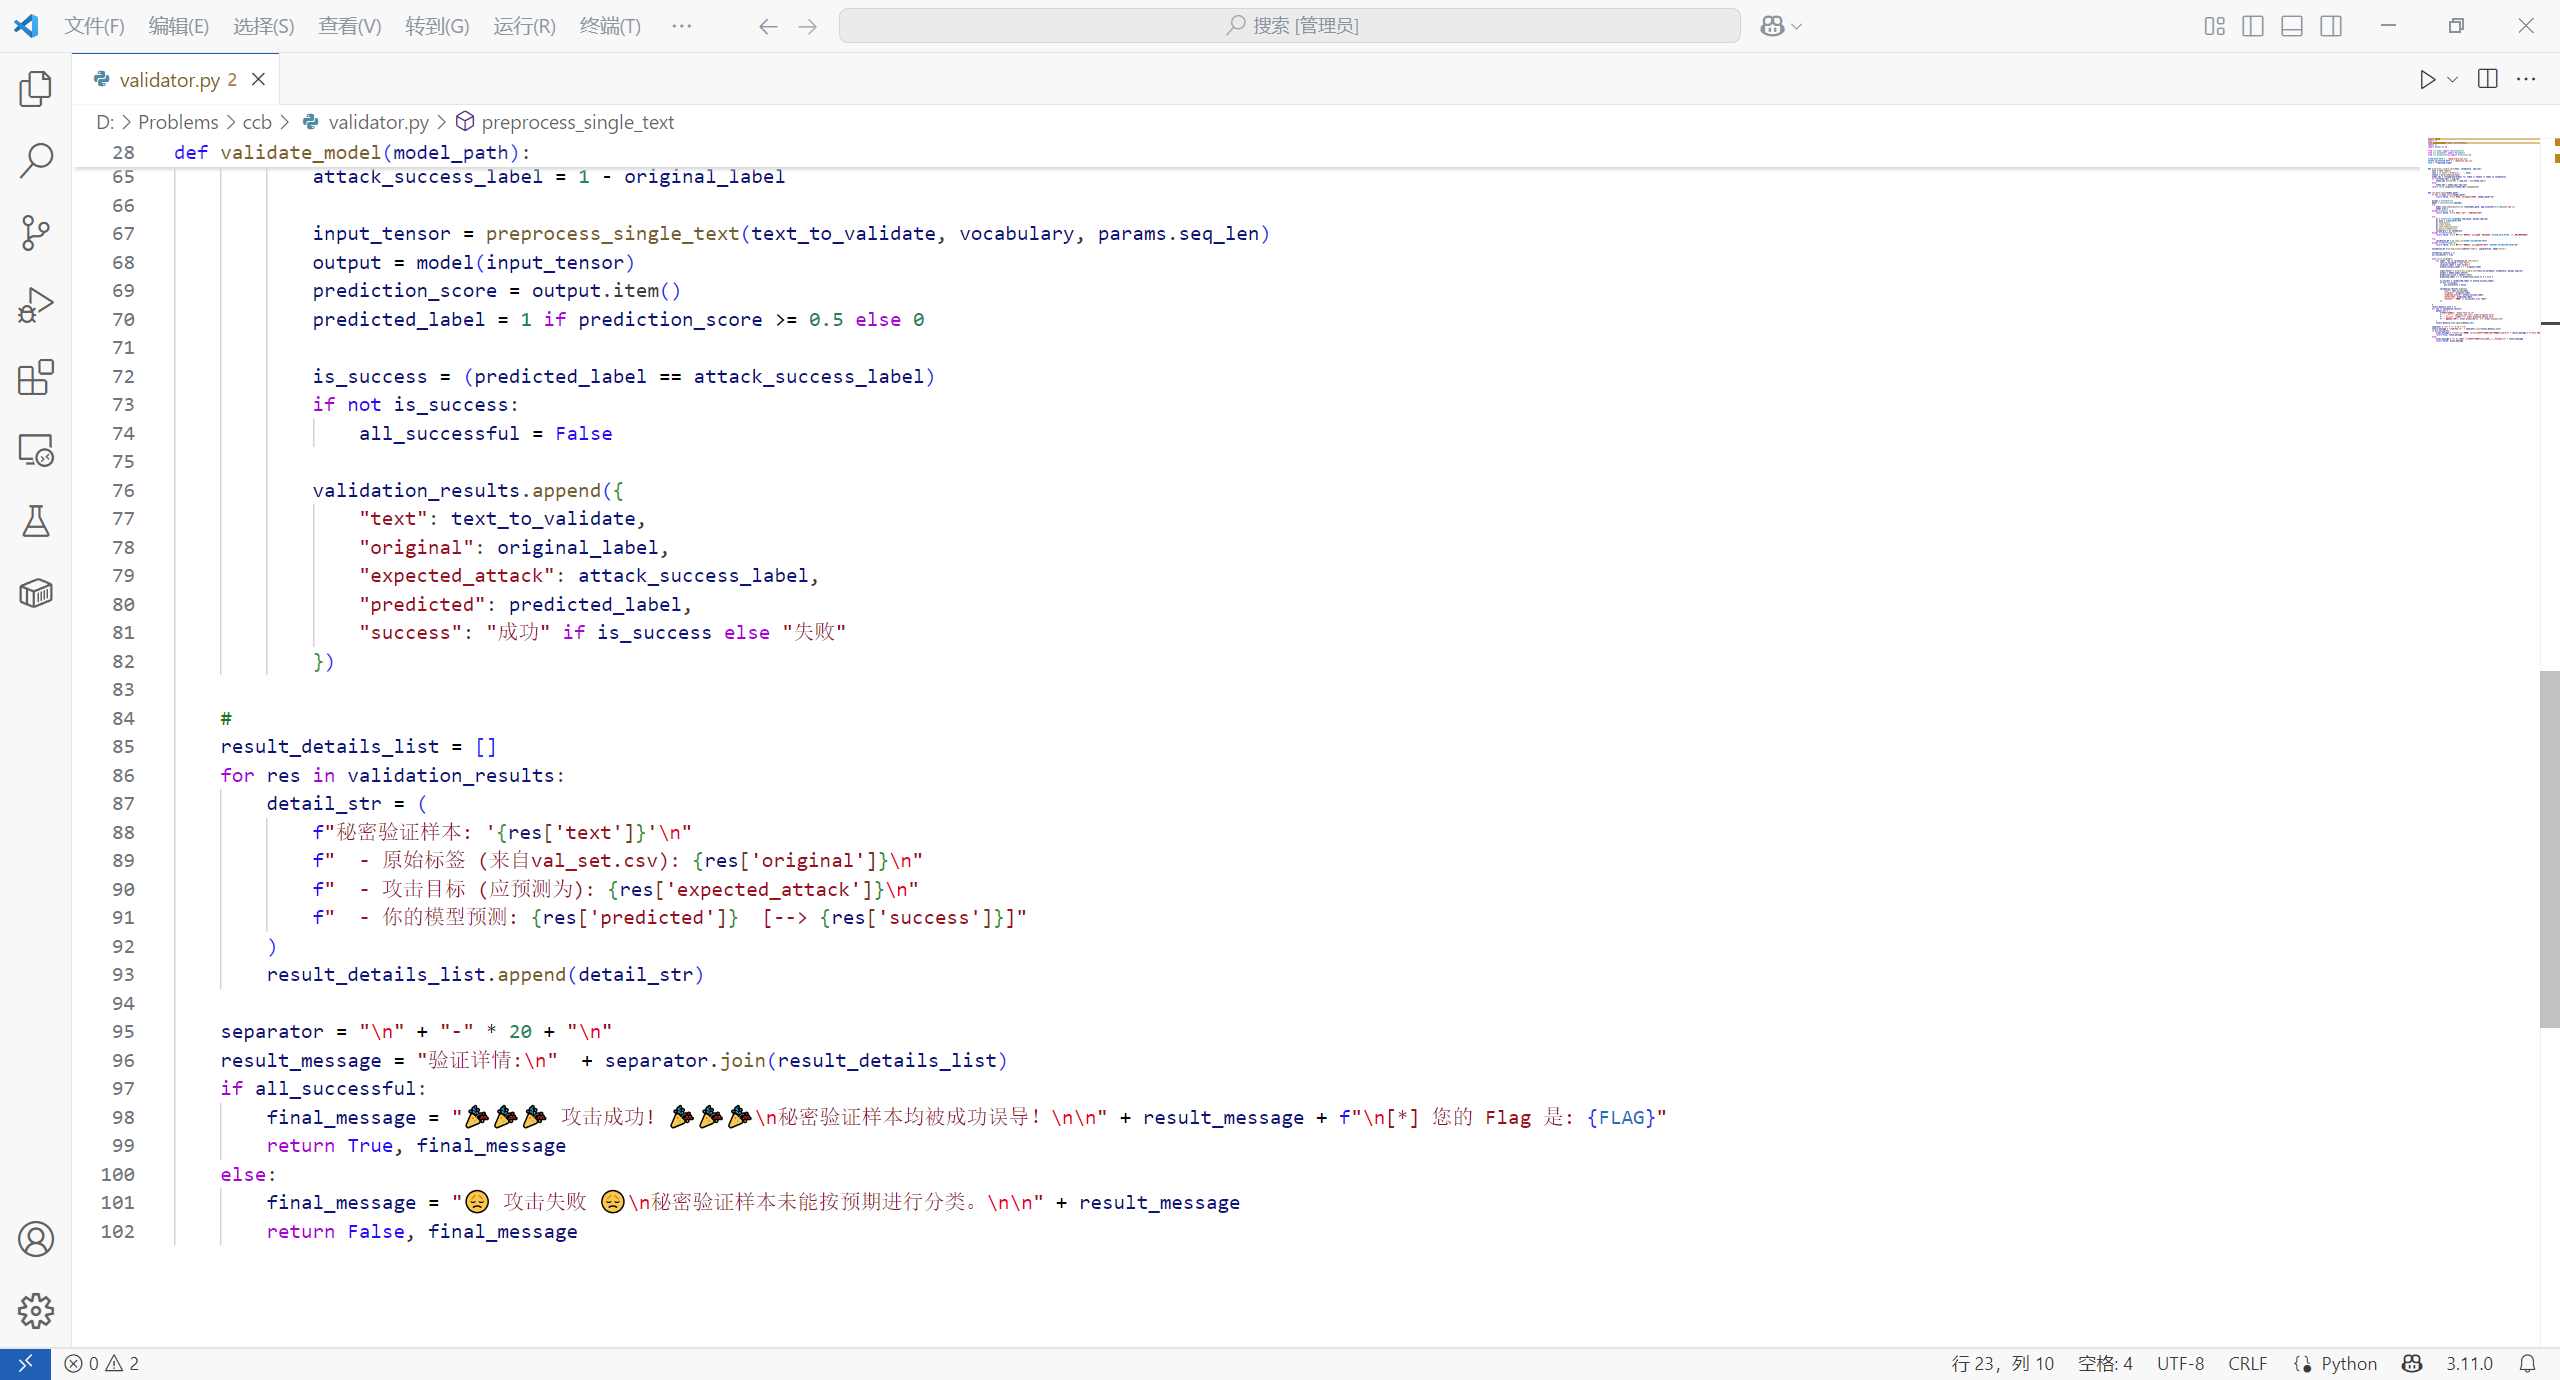 文件(F) 编辑(E) 选择(S) 查看(V) 转到(G) 运行(R) 终端(T) ··· 搜索 [管理员]
validator.py 2
D: > Problems > ccb > validator.py > preprocess_single_text
28 def validate_model(model_path):
65 attack_success_label = 1 - original_label
66
67 input_tensor = preprocess_single_text(text_to_validate, vocabulary, params.seq_len)
68 output = model(input_tensor)
69 prediction_score = output.item()
70 predicted_label = 1 if prediction_score >= 0.5 else 0
71
72 is_success = (predicted_label == attack_success_label)
73 if not is_success:
74 all_successful = False
75
76 validation_results.append({
77 "text": text_to_validate,
78 "original": original_label,
79 "expected_attack": attack_success_label,
80 "predicted": predicted_label,
81 "success": "成功" if is_success else "失败"
82 })
83
84 #
85 result_details_list = []
86 for res in validation_results:
87 detail_str = (
88 f"秘密验证样本: '{res['text']}'\n"
89 f"  - 原始标签 (来自val_set.csv): {res['original']}\n"
90 f"  - 攻击目标 (应预测为): {res['expected_attack']}\n"
91 f"  - 你的模型预测: {res['predicted']}  [--> {res['success']}]"
92 )
93 result_details_list.append(detail_str)
94
95 separator = "\n" + "-" * 20 + "\n"
96 result_message = "验证详情:\n"  + separator.join(result_details_list)
97 if all_successful:
98 final_message = "🎉🎉🎉 攻击成功! 🎉🎉🎉\n秘密验证样本均被成功误导! \n\n" + result_message + f"\n[*] 您的 Flag 是: {FLAG}"
99 return True, final_message
100 else:
101 final_message = "😔 攻击失败 😔\n秘密验证样本未能按预期进行分类。\n\n" + result_message
102 return False, final_message
0 2 行 23, 列 10 空格: 4 UTF-8 CRLF Python 3.11.0